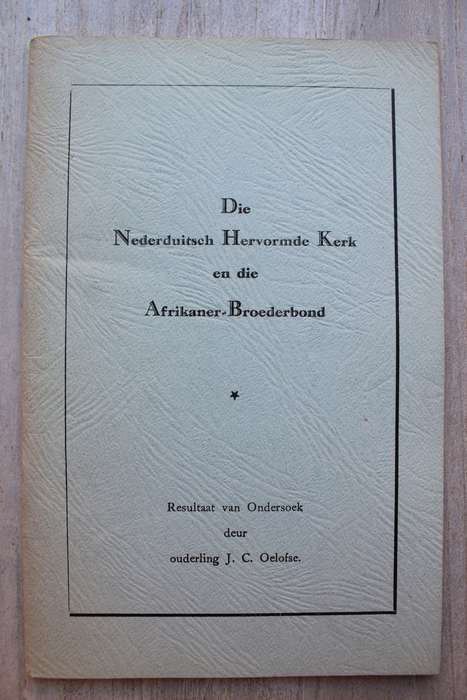 Die
Nederduitsch Hervormde Kerk
en die
Afrikaner-Broederbond
Resultaat van Ondersoek
deur
ouderling J. C. Oelofse.